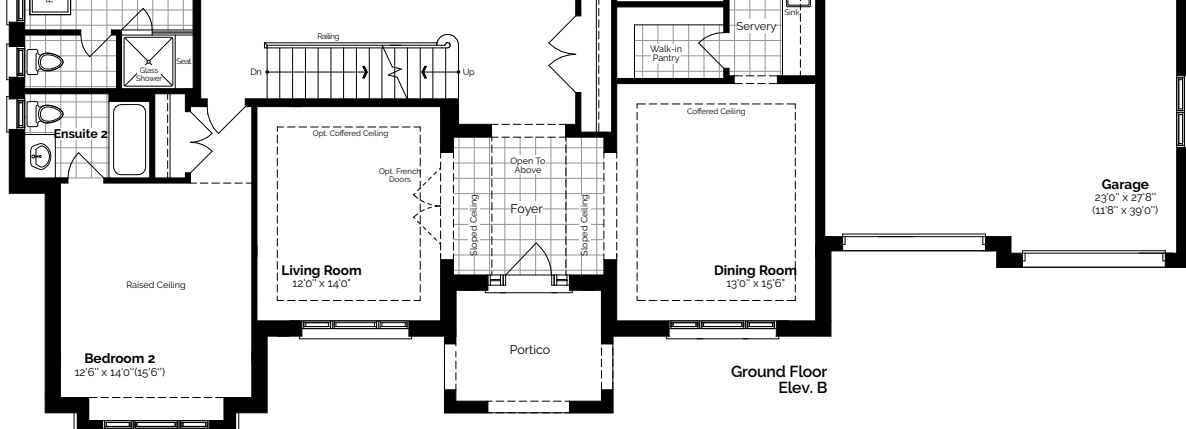 Sink
Servery
Railing
Walk-in
Pantry
Glass
Shower
Seat
Dn
Up
Coffered Ceiling
Opt. Coffered Ceiling
Ensuite 2
Open To
Above
Opt. French
Doors
Garage
23'0" x 27'8"
(11'8" x 39'0")
Foyer
Sloped Ceiling
Sloped Ceiling
Living Room
12'0" x 14'0"
Dining Room
13'0" x 15'6"
Raised Ceiling
Portico
Bedroom 2
12'6" x 14'0"(15'6")
Ground Floor
Elev. B